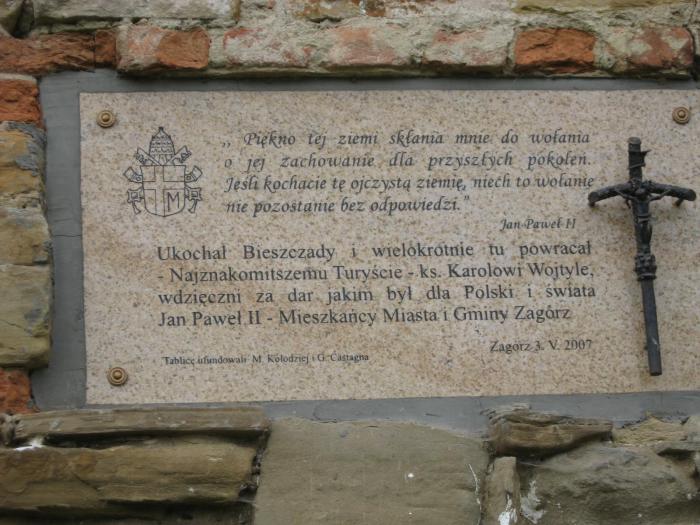 „ Piękno tej ziemi skłania mnie do wołania
o jej zachowanie dla przyszłych pokoleń.
Jeśli kochacie tę ojczystą ziemię, niech to wołanie
nie pozostanie bez odpowiedzi.”
Jan Paweł II
Ukochał Bieszczady i wielokrotnie tu powracał
- Najznakomitszemu Turyście - ks. Karolowi Wojtyle,
wdzięczni za dar jakim był dla Polski i świata
Jan Paweł II - Mieszkańcy Miasta i Gminy Zagórz
Zagórz 3. V. 2007
Tablicę ufundowali M. Kołodziej i G. Castagna
M